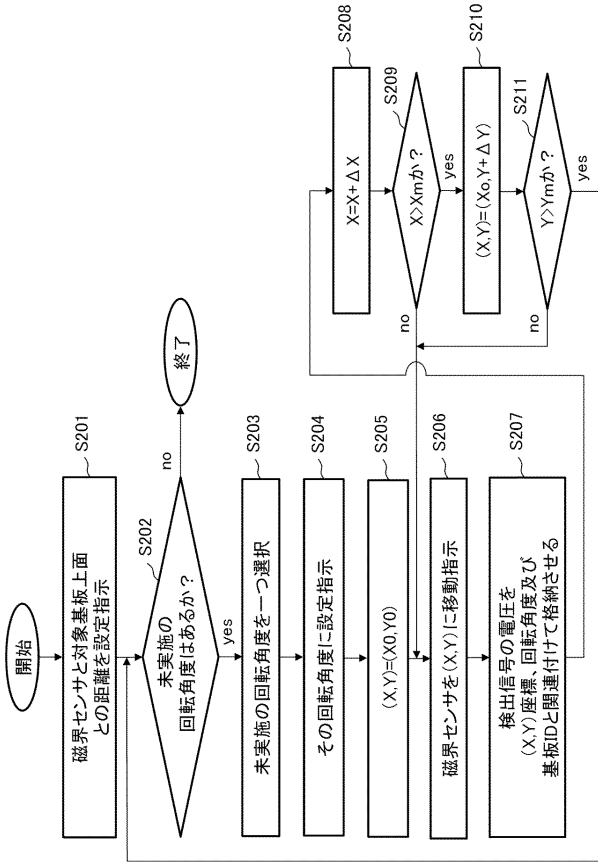 開始
S201
磁界センサと対象基板上面
との距離を設定指示
S202
未実施の
回転角度はあるか？
no
終了
yes
S203
未実施の回転角度を一つ選択
S204
その回転角度に設定指示
S205
(X,Y)=(X0,Y0)
S206
磁界センサを(X,Y)に移動指示
S207
検出信号の電圧を
(X,Y)座標、回転角度及び
基板IDと関連付けて格納させる
S208
X=X+ΔX
S209
X>Xmか？
no
yes
S210
(X,Y)=(Xo,Y+ΔY)
S211
Y>Ymか？
no
yes